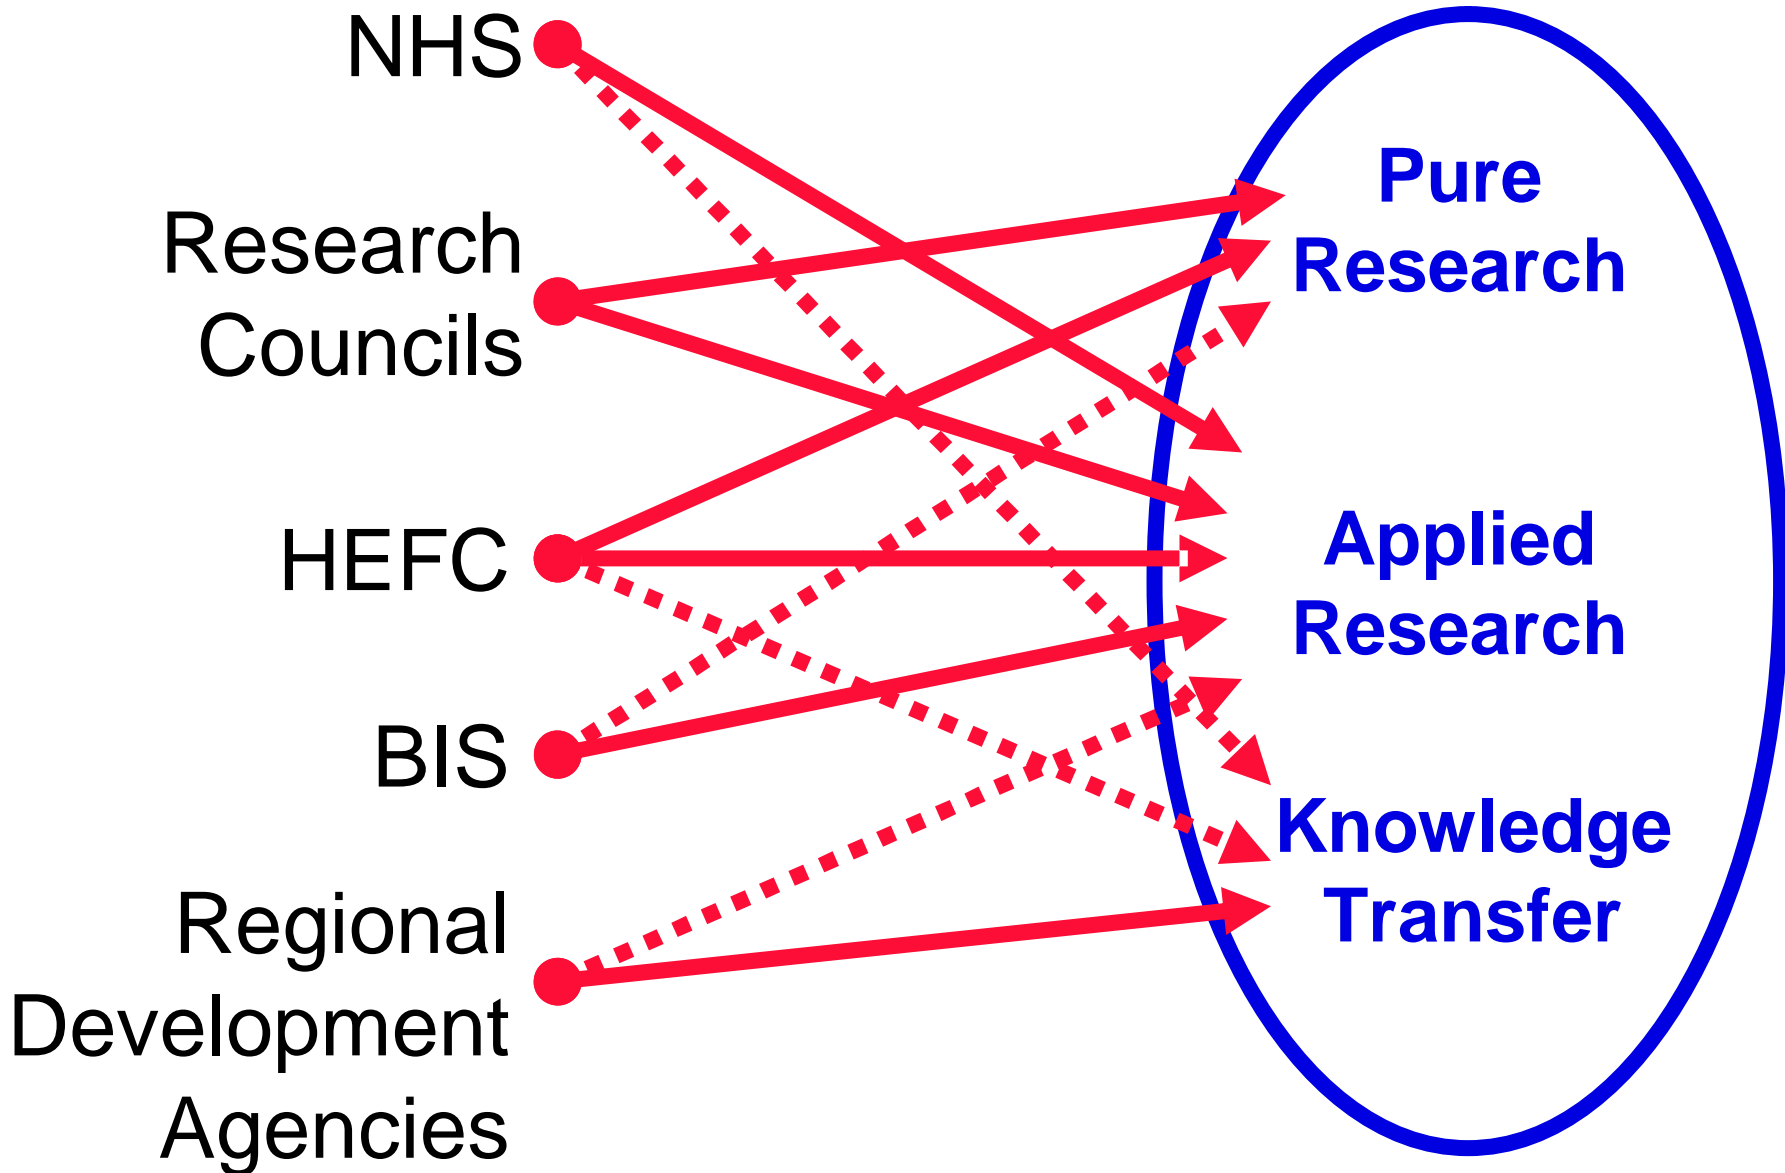 NHS
Research
Councils
HEFC
BIS
Regional
Development
Agencies
Pure
Research
Applied
Research
Knowledge
Transfer